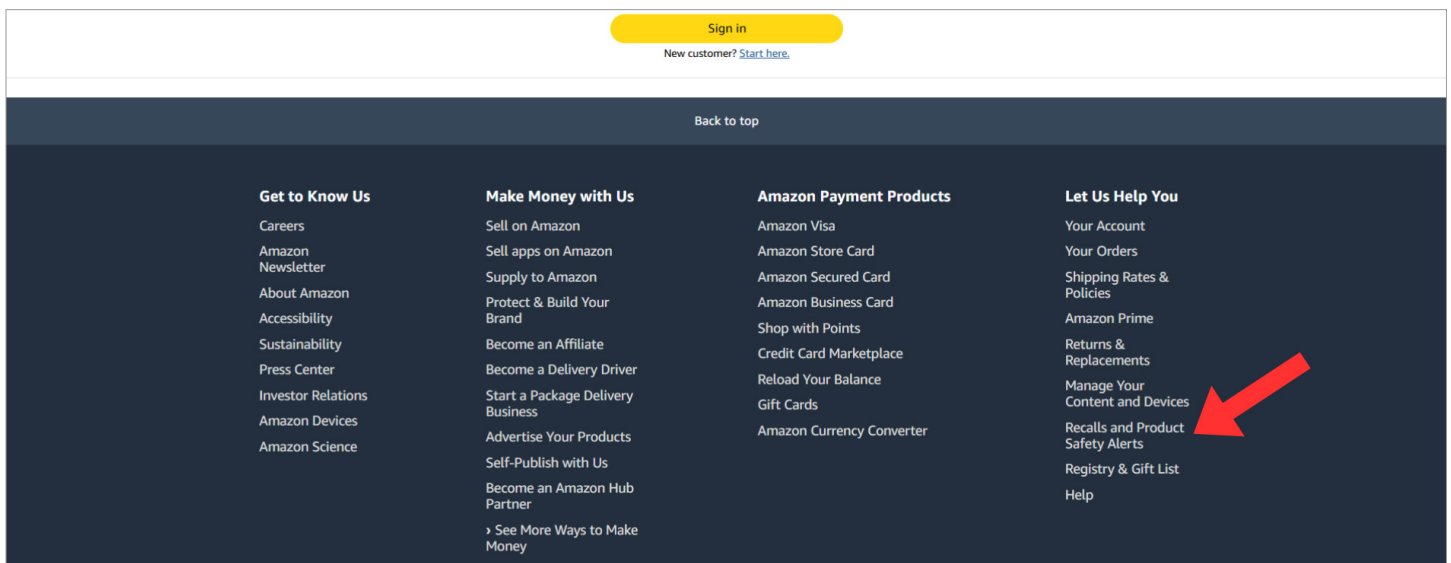 Sign in
New customer? Start here.
Back to top
Get to Know Us
Careers
Amazon
Newsletter
About Amazon
Accessibility
Sustainability
Press Center
Investor Relations
Amazon Devices
Amazon Science
Make Money with Us
Sell on Amazon
Sell apps on Amazon
Supply to Amazon
Protect & Build Your
Brand
Become an Affiliate
Become a Delivery Driver
Start a Package Delivery
Business
Advertise Your Products
Self-Publish with Us
Become an Amazon Hub
Partner
› See More Ways to Make
Money
Amazon Payment Products
Amazon Visa
Amazon Store Card
Amazon Secured Card
Amazon Business Card
Shop with Points
Credit Card Marketplace
Reload Your Balance
Gift Cards
Amazon Currency Converter
Let Us Help You
Your Account
Your Orders
Shipping Rates &
Policies
Amazon Prime
Returns &
Replacements
Manage Your
Content and Devices
Recalls and Product
Safety Alerts
Registry & Gift List
Help